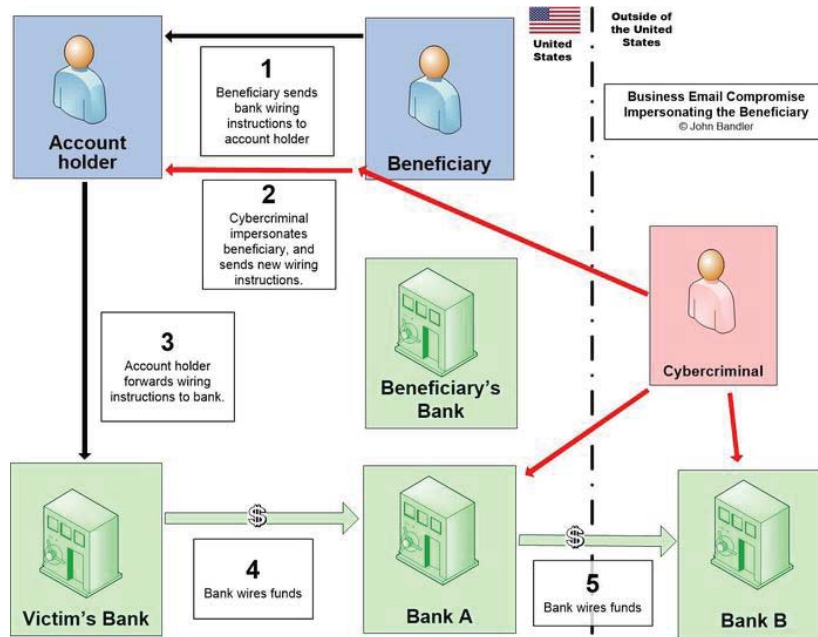 United
States
Outside of
the United
States
Business Email Compromise
Impersonating the Beneficiary
© John Bandler
Account
holder
1
Beneficiary sends
bank wiring
instructions to
account holder
Beneficiary
2
Cybercriminal
impersonates
beneficiary, and
sends new wiring
instructions.
Cybercriminal
3
Account holder
forwards wiring
instructions to bank.
Beneficiary's
Bank
Victim's Bank
$
4
Bank wires funds
Bank A
$
5
Bank wires funds
Bank B